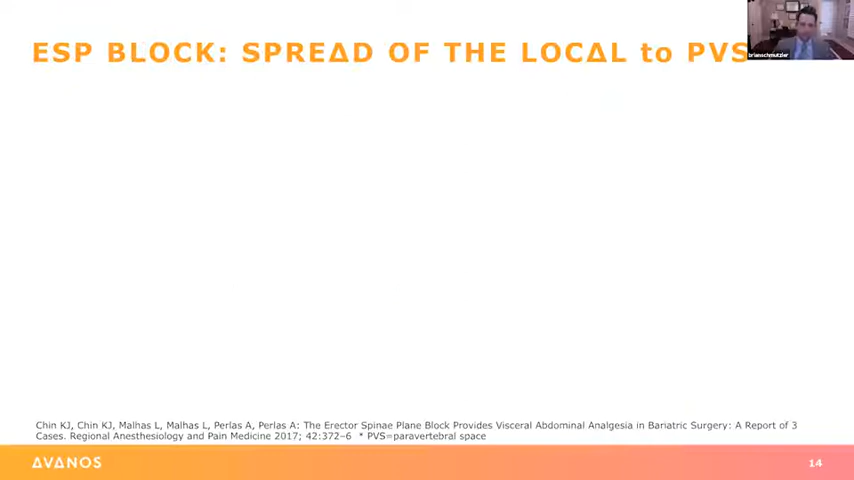 ESP BLOCK: SPREAD OF THE LOCAL to PVS
brianschmutzler
Chin KJ, Chin KJ, Malhas L, Malhas L, Perlas A, Perlas A: The Erector Spinae Plane Block Provides Visceral Abdominal Analgesia in Bariatric Surgery: A Report of 3
Cases. Regional Anesthesiology and Pain Medicine 2017; 42:372–6 * PVS=paravertebral space
AVANOS
14